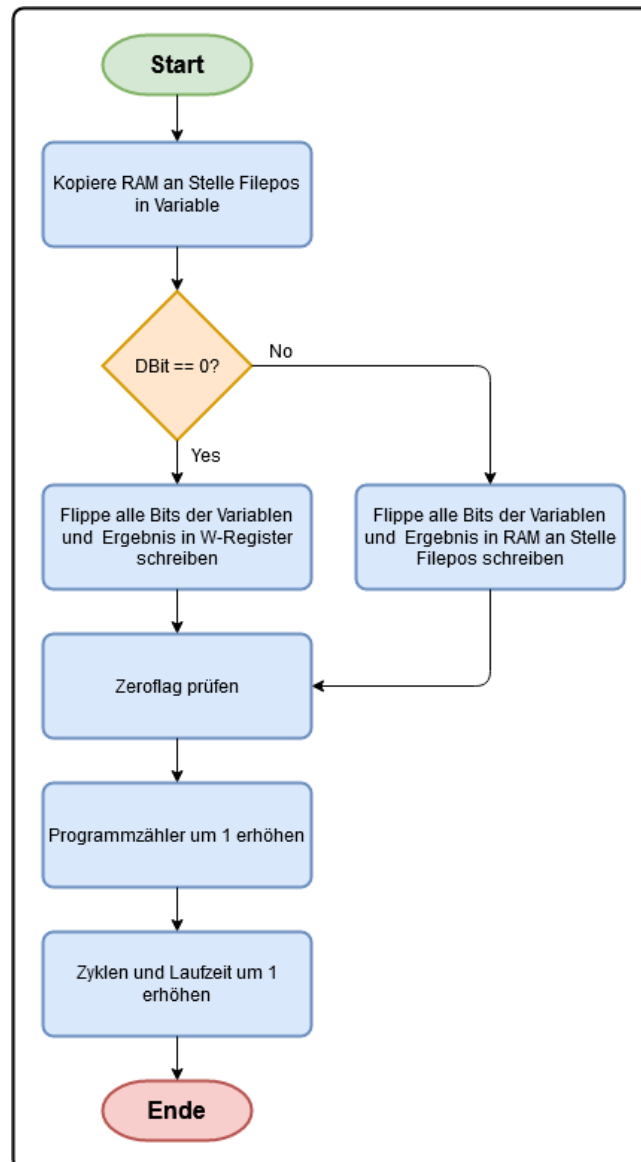 Start
Kopiere RAM an Stelle Filepos
in Variable
DBit == 0?
No
Yes
Flippe alle Bits der Variablen
und Ergebnis in W-Register
schreiben
Flippe alle Bits der Variablen
und Ergebnis in RAM an Stelle
Filepos schreiben
Zeroflag prüfen
Programmzähler um 1 erhöhen
Zyklen und Laufzeit um 1
erhöhen
Ende